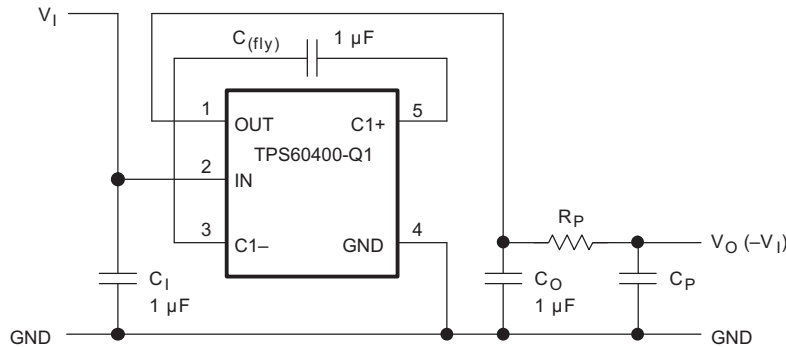 V_I
C_(fly) 1 µF
1 5
OUT C1+
TPS60400-Q1
2
IN
3 4
C1– GND
R_P
V_O (–V_I)
C_I
1 µF
C_O
1 µF
C_P
GND GND